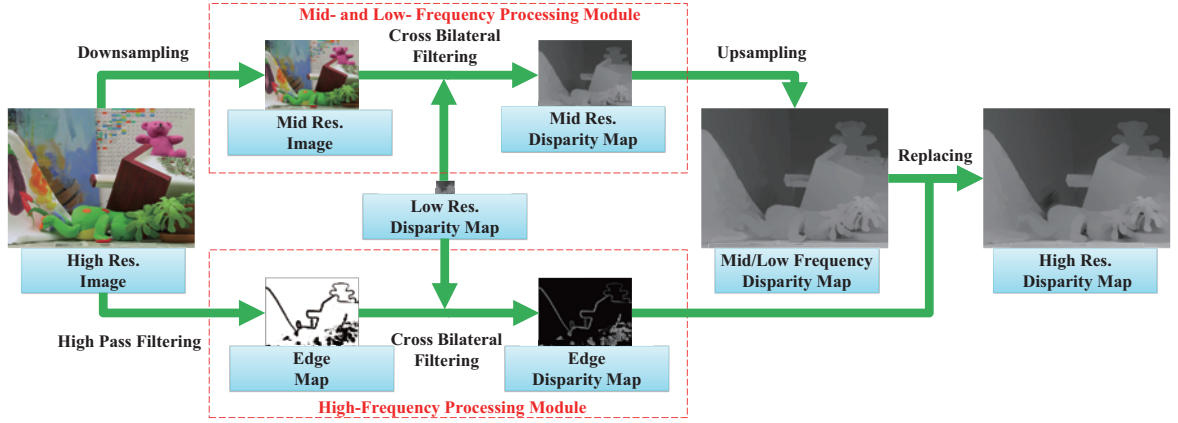 Mid- and Low- Frequency Processing Module
Downsampling
Cross Bilateral
Filtering
Upsampling
Mid Res.
Image
Mid Res.
Disparity Map
Replacing
Low Res.
Disparity Map
High Res.
Image
Mid/Low Frequency
Disparity Map
High Res.
Disparity Map
High Pass Filtering
Cross Bilateral
Filtering
Edge
Map
Edge
Disparity Map
High-Frequency Processing Module